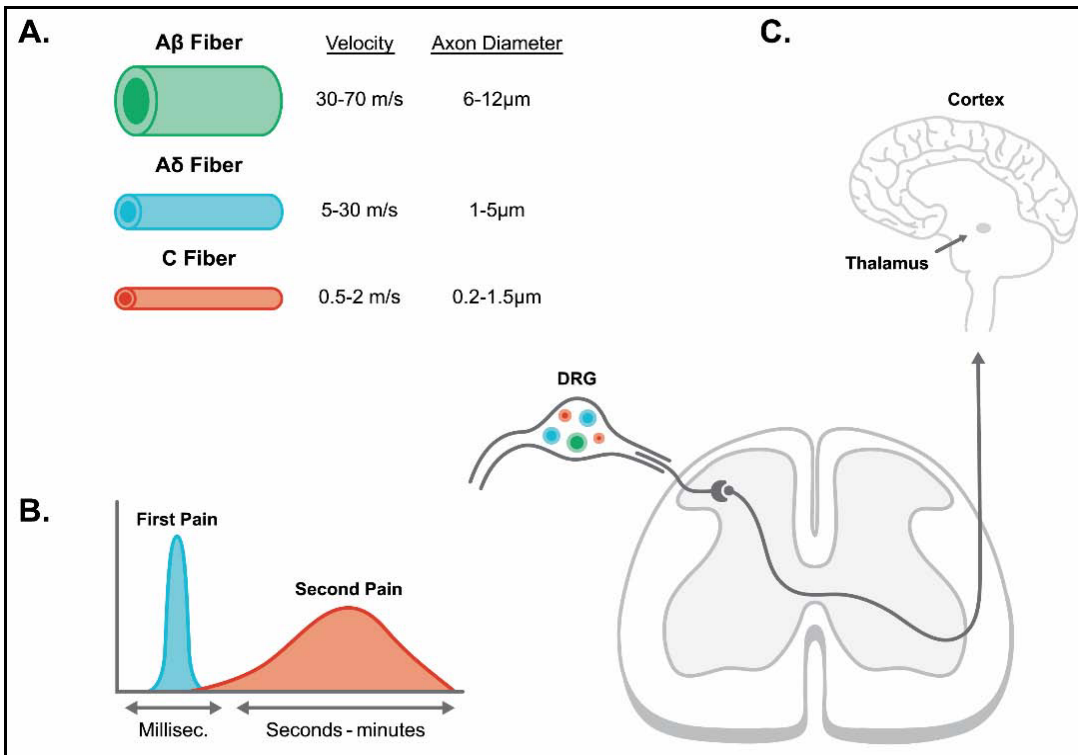 A.
Aβ Fiber
Velocity
Axon Diameter
30-70 m/s
6-12µm
Aδ Fiber
5-30 m/s
1-5µm
C Fiber
0.5-2 m/s
0.2-1.5µm
B.
First Pain
Second Pain
Millisec.
Seconds - minutes
C.
Cortex
Thalamus
DRG